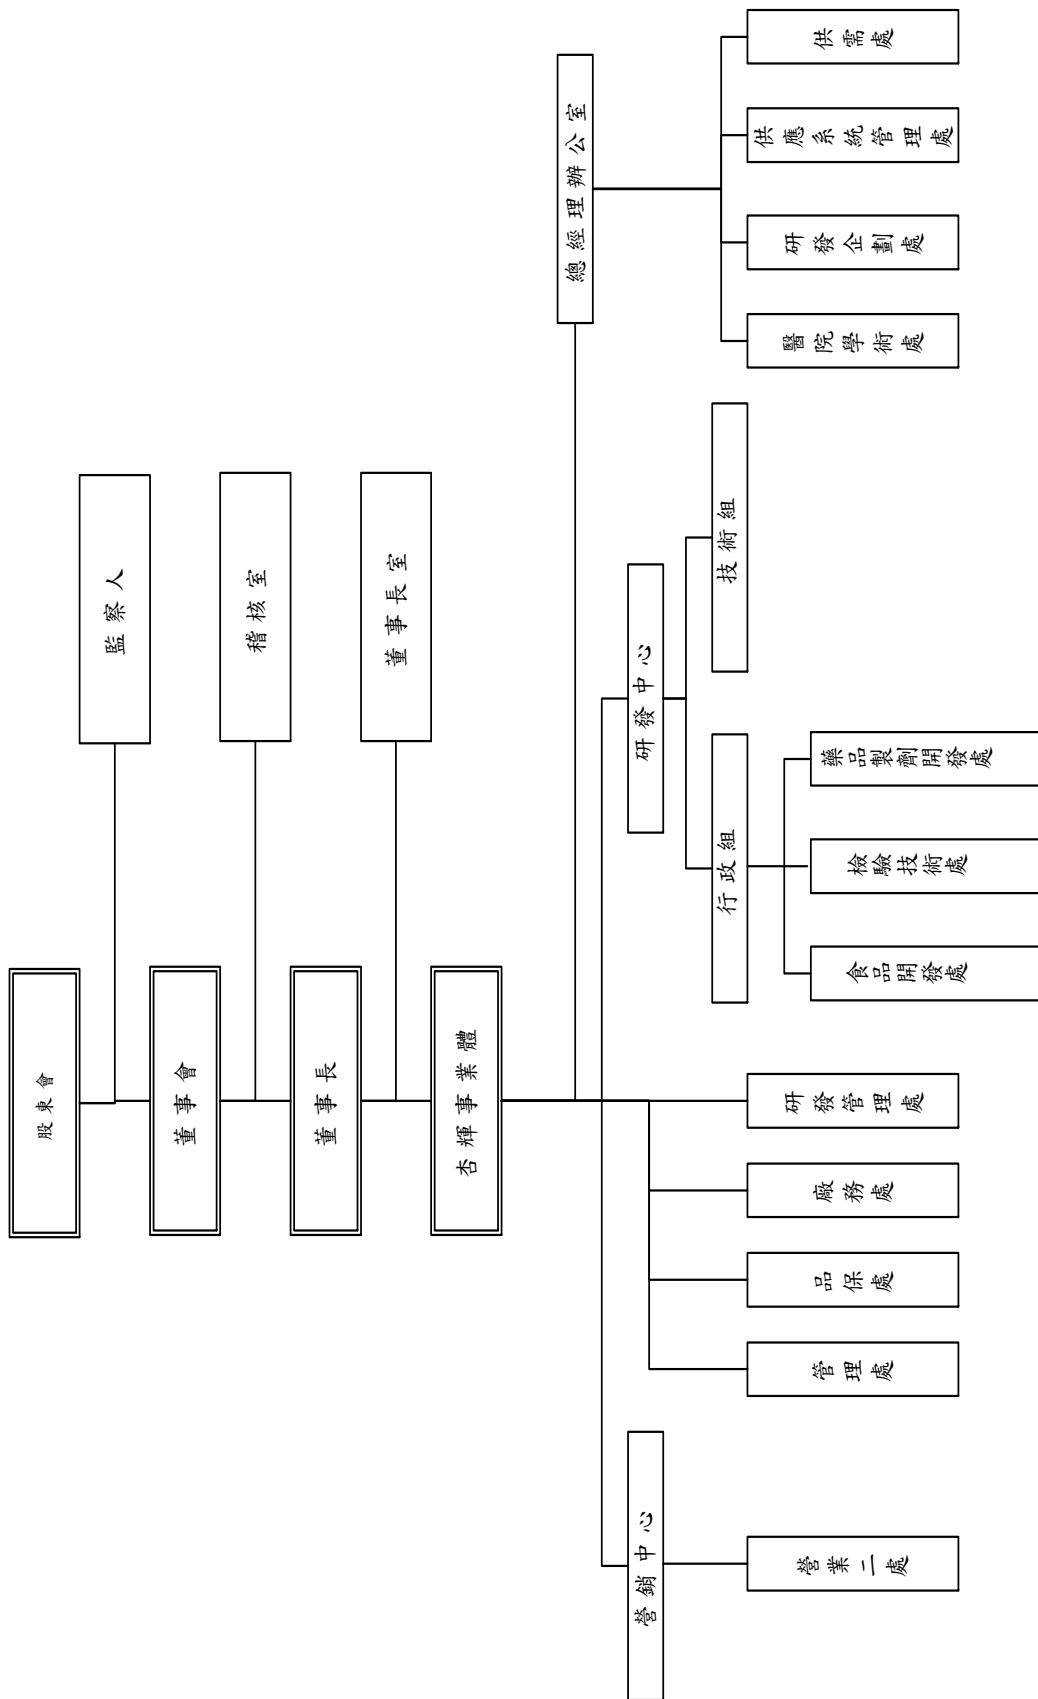 股東會
監察人
董事會
稽核室
董事長
董事長室
杏輝事業體
總經理辦公室
營銷中心
研發中心
行政組
技術組
營業二處
管理處
品保處
廠務處
研發管理處
食品開發處
檢驗技術處
藥品製劑開發處
醫院學術處
研發企劃處
供應系統管理處
供需處